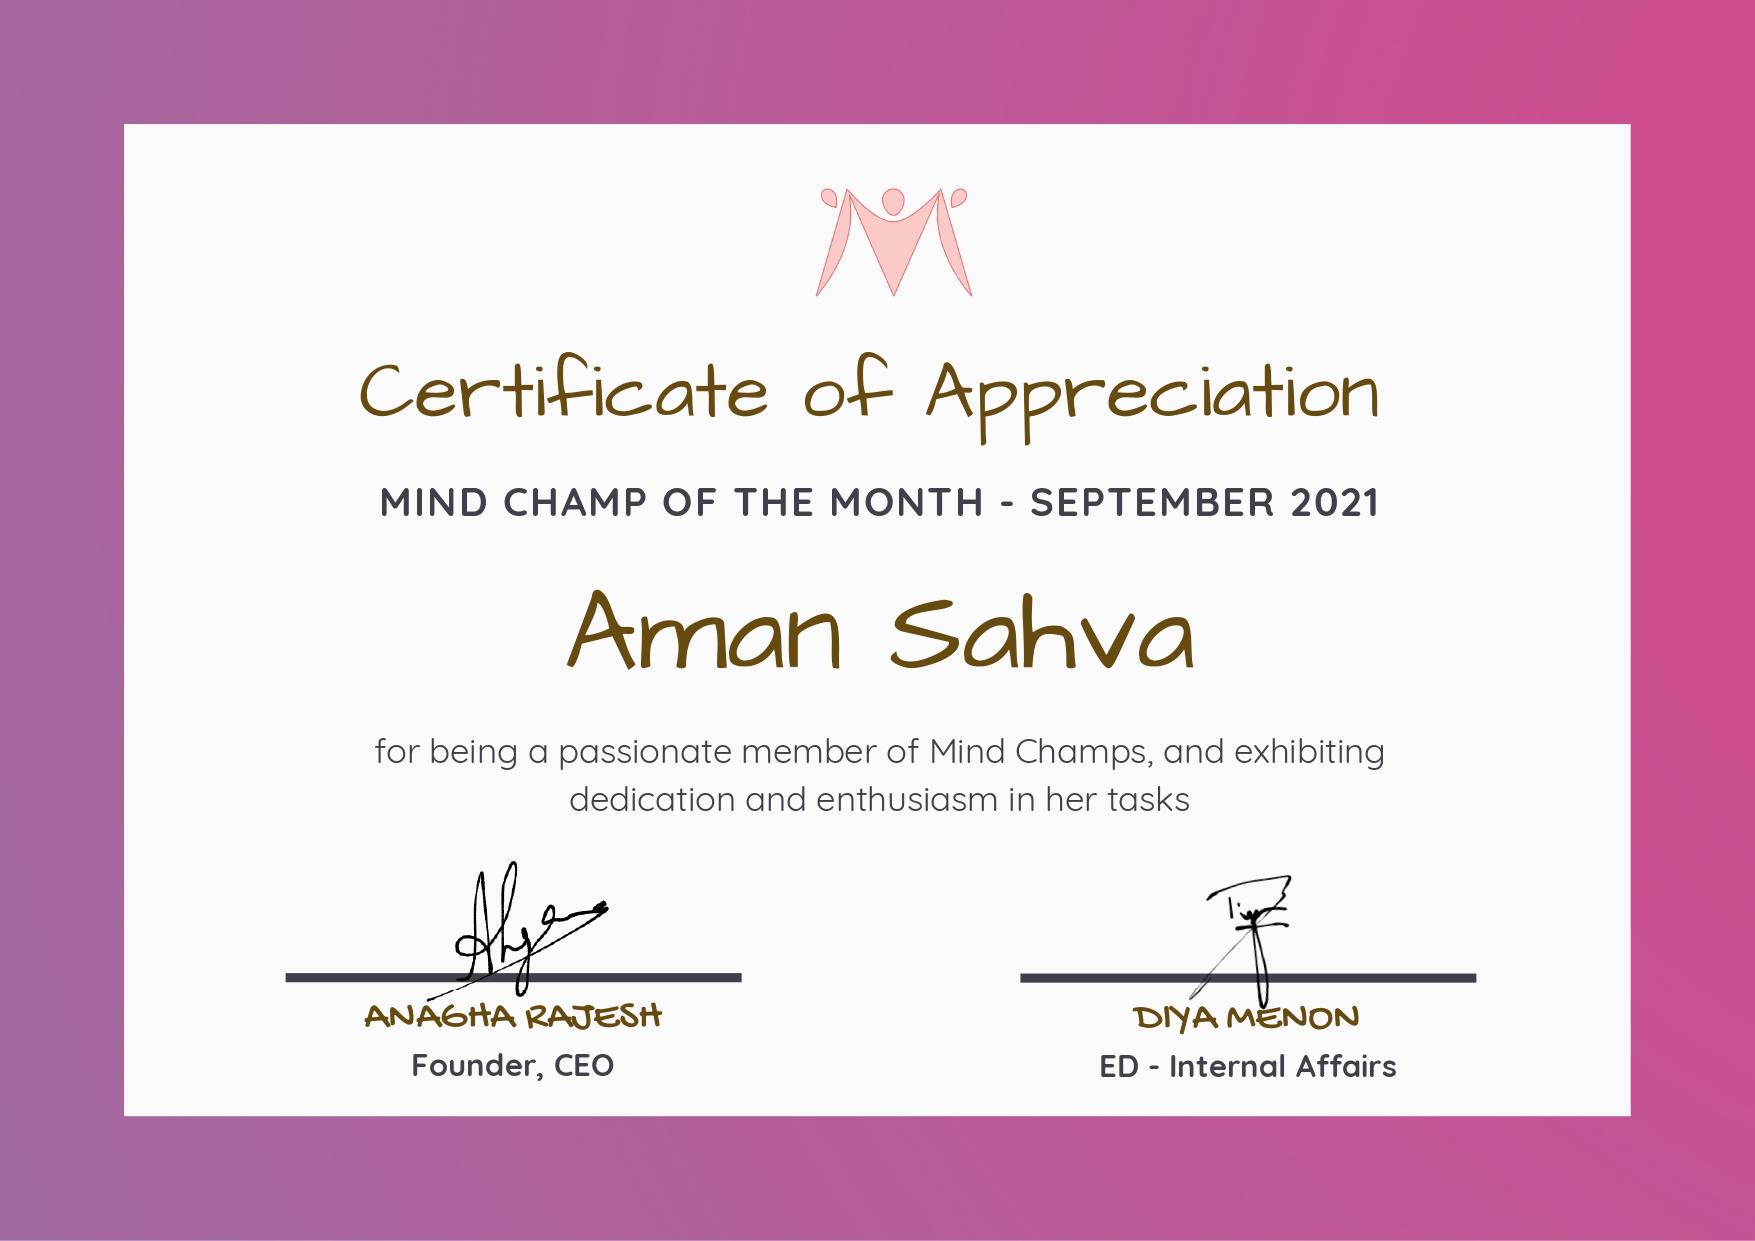 Certificate of Appreciation
MIND CHAMP OF THE MONTH - SEPTEMBER 2021
Aman Sahva
for being a passionate member of Mind Champs, and exhibiting
dedication and enthusiasm in her tasks
ANAGHA RAJESH
Founder, CEO
DIYA MENON
ED - Internal Affairs